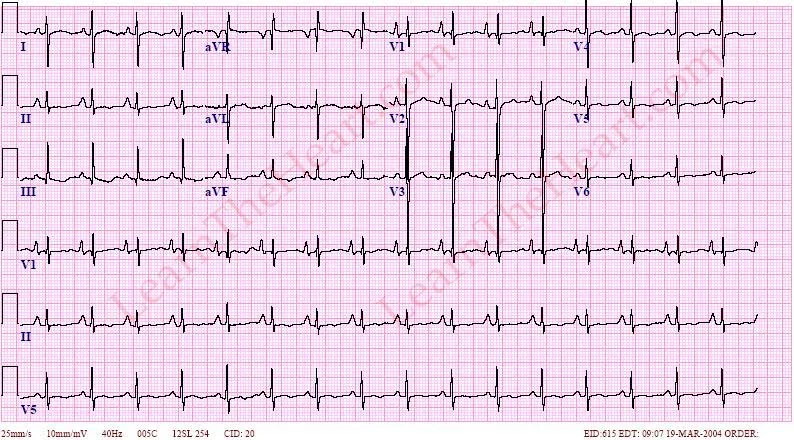 I aVR V1 V4
II aVL V2 V5
III aVF V3 V6
V1
II
V5
LearnTheHeart.com
LearnTheHeart.com
25mm/s 10mm/mV 40Hz 005C 12SL 254 CID: 20 EID:615 EDT: 09:07 19-MAR-2004 ORDER: